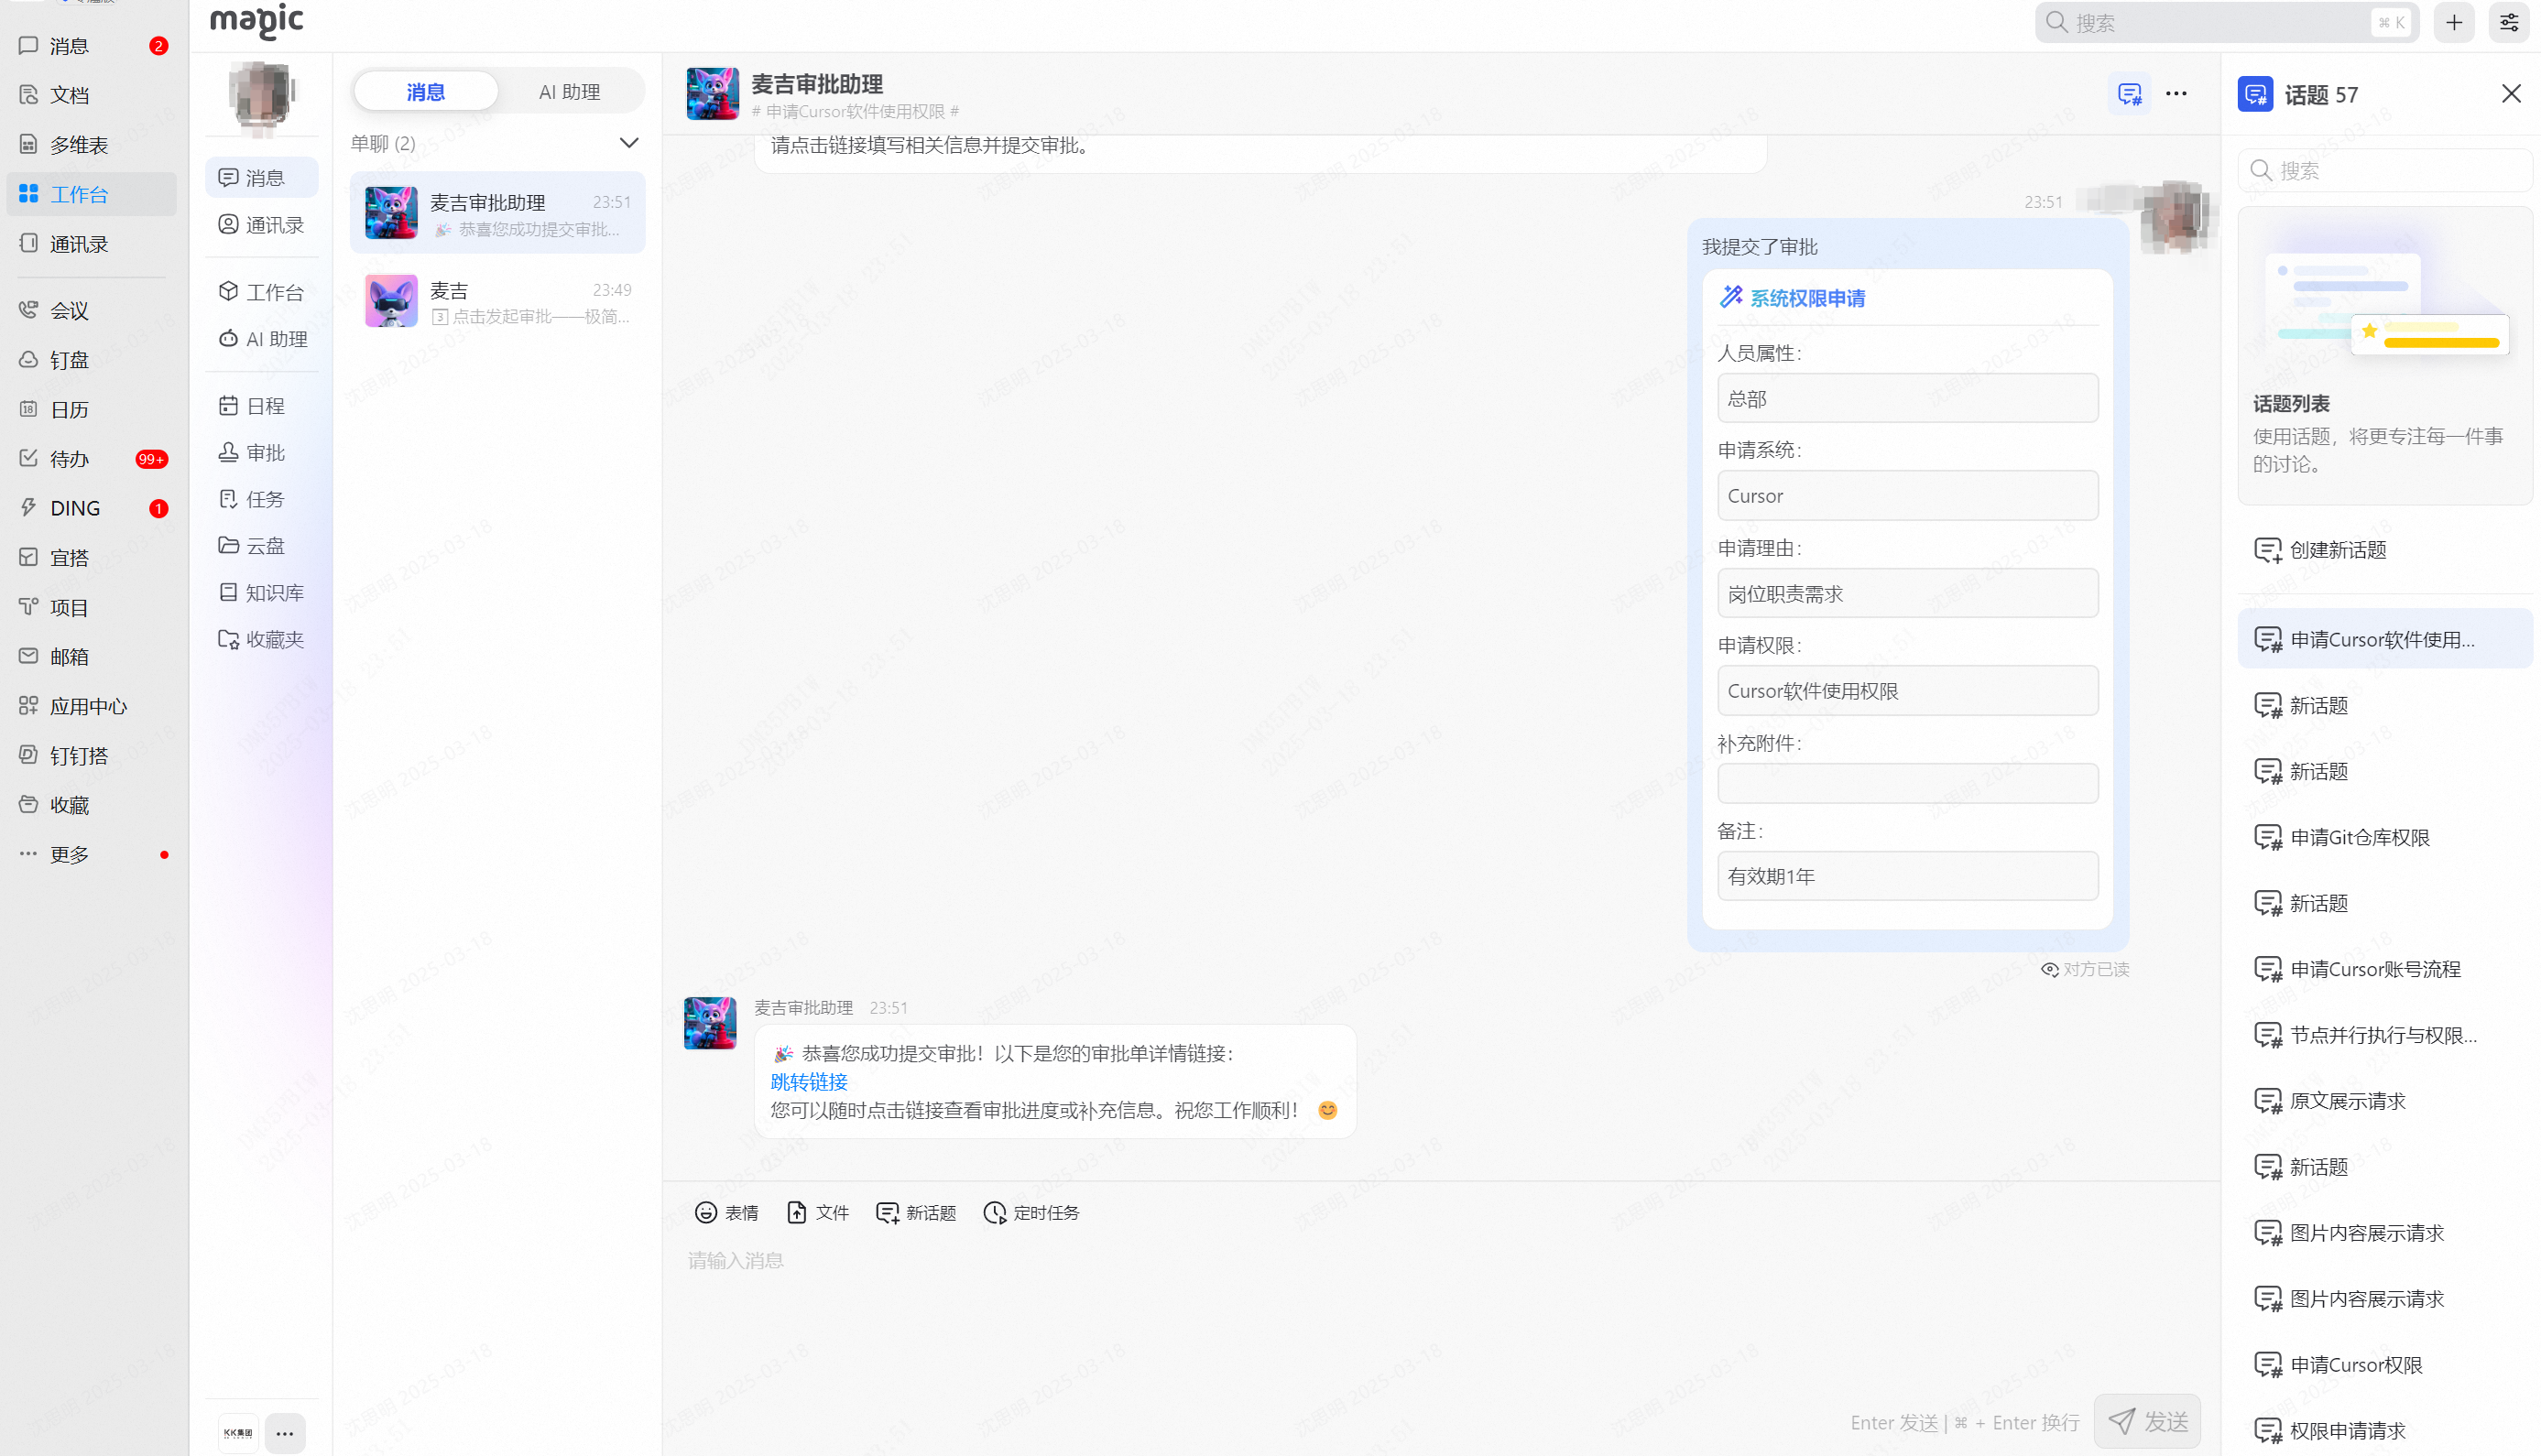 消息 2
文档
多维表
工作台
通讯录
会议
钉盘
18 日历
待办 99+
DING 1
宜搭
项目
邮箱
应用中心
钉钉搭
收藏
更多
magic
搜索 ⌘ K
消息
通讯录
工作台
AI 助理
日程
审批
任务
云盘
知识库
收藏夹
KK集团
消息 AI 助理
单聊 (2)
麦吉审批助理 23:51
🎉 恭喜您成功提交审批...
麦吉 23:49
3 点击发起审批——极简...
麦吉审批助理
# 申请Cursor软件使用权限 #
请点击链接填写相关信息并提交审批。
23:51
我提交了审批
系统权限申请
人员属性：
总部
申请系统：
Cursor
申请理由：
岗位职责需求
申请权限：
Cursor软件使用权限
补充附件：
备注：
有效期1年
对方已读
麦吉审批助理 23:51
🎉 恭喜您成功提交审批！以下是您的审批单详情链接：
跳转链接
您可以随时点击链接查看审批进度或补充信息。祝您工作顺利！ 😊
表情 文件 新话题 定时任务
请输入消息
Enter 发送 | ⌘ + Enter 换行 发送
话题 57
搜索
话题列表
使用话题，将更专注每一件事
的讨论。
创建新话题
申请Cursor软件使用...
新话题
新话题
申请Git仓库权限
新话题
申请Cursor账号流程
节点并行执行与权限...
原文展示请求
新话题
图片内容展示请求
图片内容展示请求
申请Cursor权限
权限申请请求
沈思明 2025-03-18